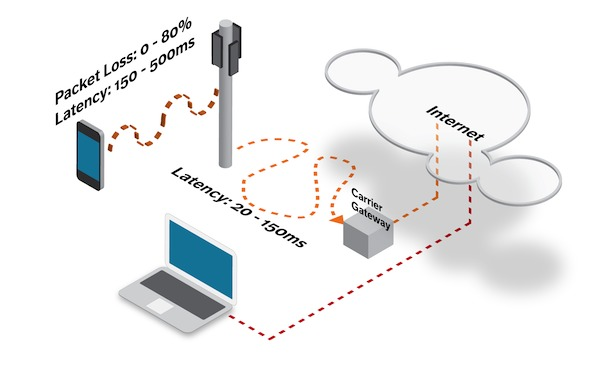 Packet Loss: 0 - 80%
Latency: 150 - 500ms
Internet
Latency: 20 - 150ms
Carrier
Gateway